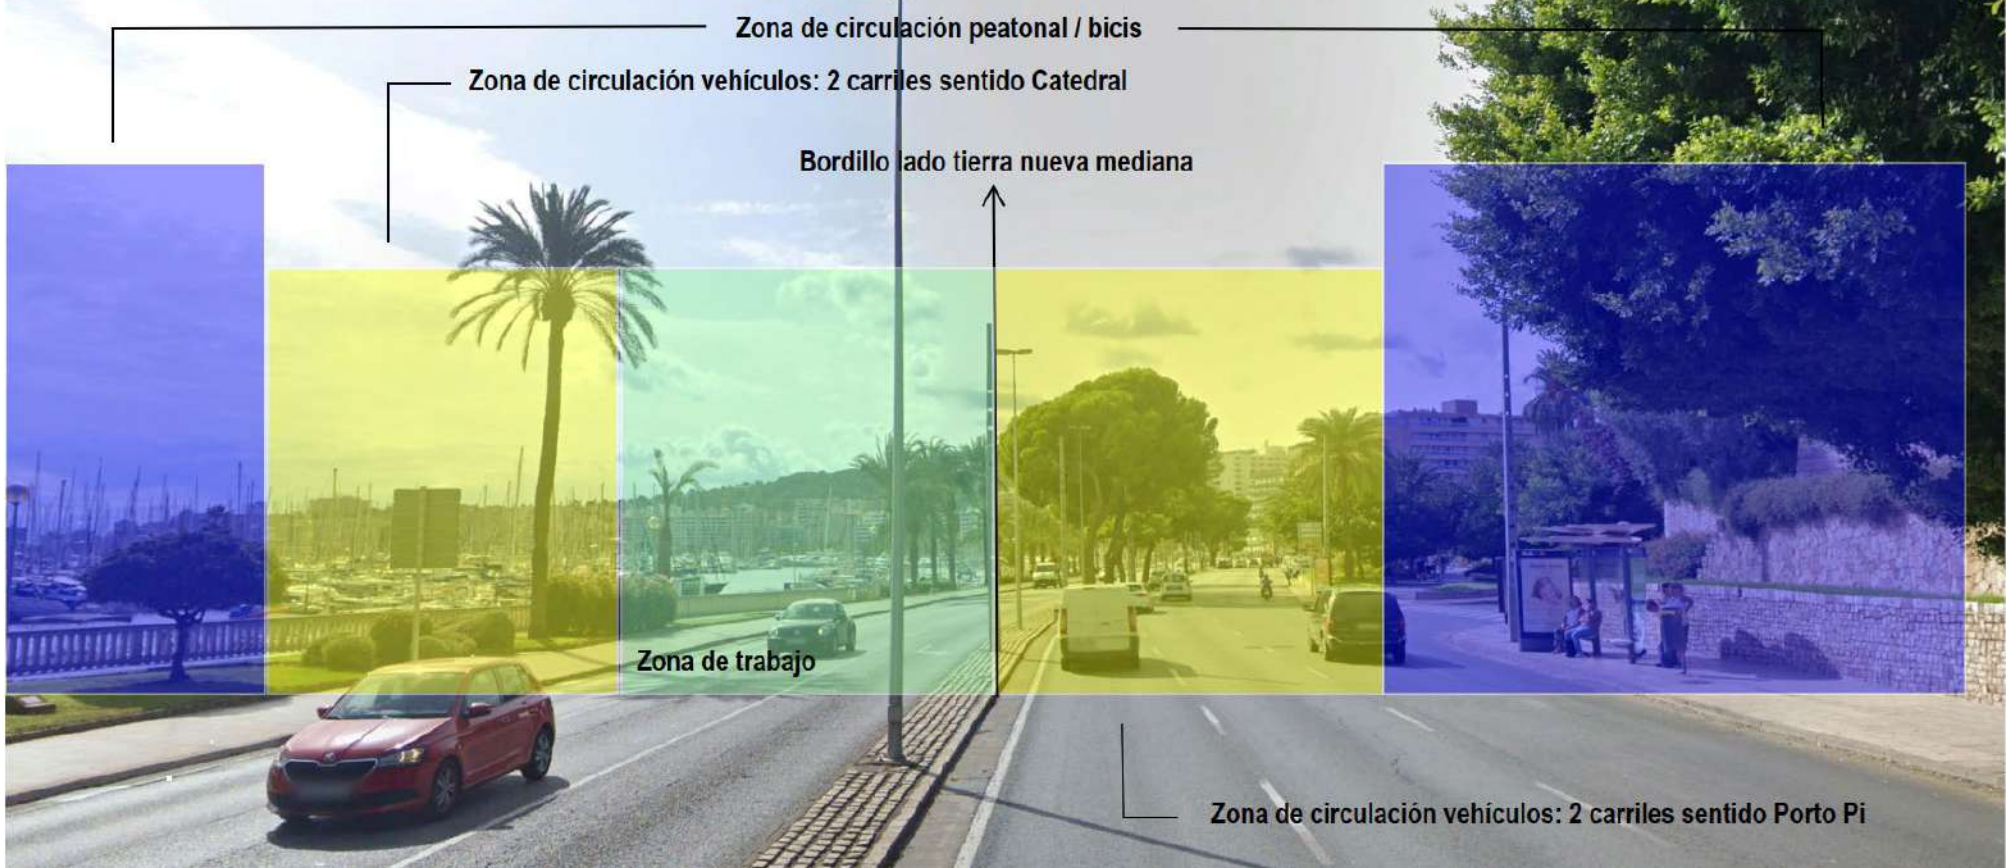 Zona de circulación peatonal / bicis
Zona de circulación vehículos: 2 carriles sentido Catedral
Bordillo lado tierra nueva mediana
Zona de trabajo
Zona de circulación vehículos: 2 carriles sentido Porto Pi